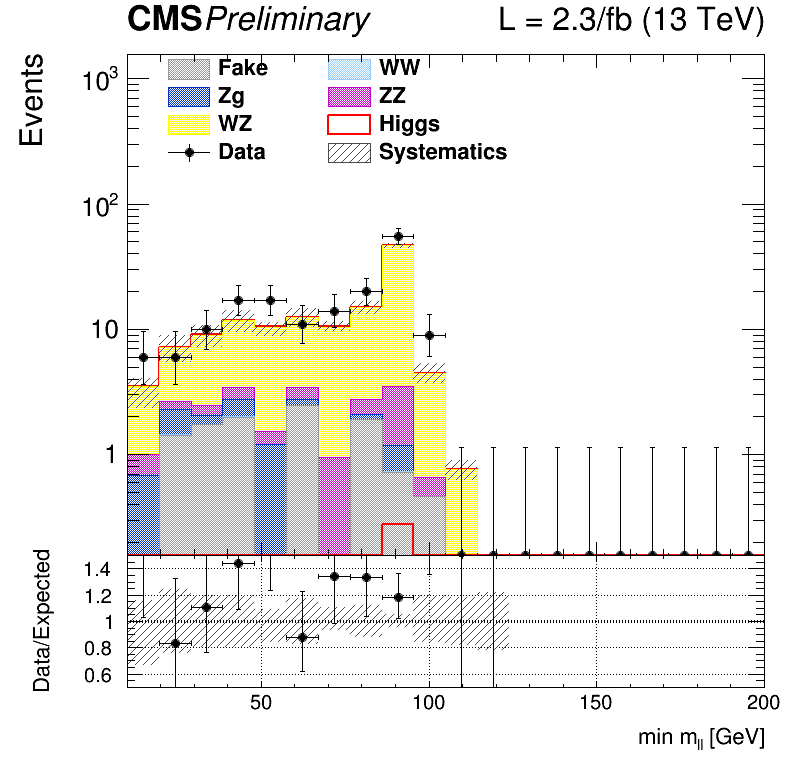 CMS Preliminary L = 2.3/fb (13 TeV)
Events
Fake WW
Zg ZZ
WZ Higgs
Data Systematics
10³
10²
10
1
Data/Expected
1.4
1.2
1
0.8
0.6
50 100 150 200
min m_ll [GeV]